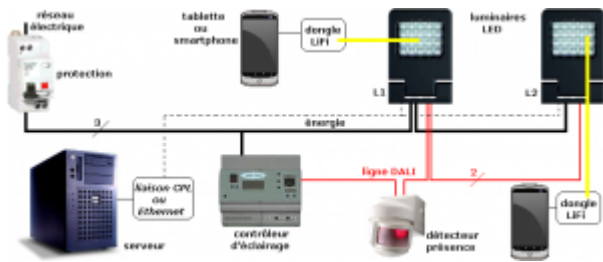 réseau
électrique
protection
tablette
ou
smartphone
dongle
LiFi
luminaires
LED
L1
L2
3
énergie
ligne DALI
2
liaison CPL
ou
Ethernet
serveur
contrôleur
d'éclairage
détecteur
présence
dongle
LiFi